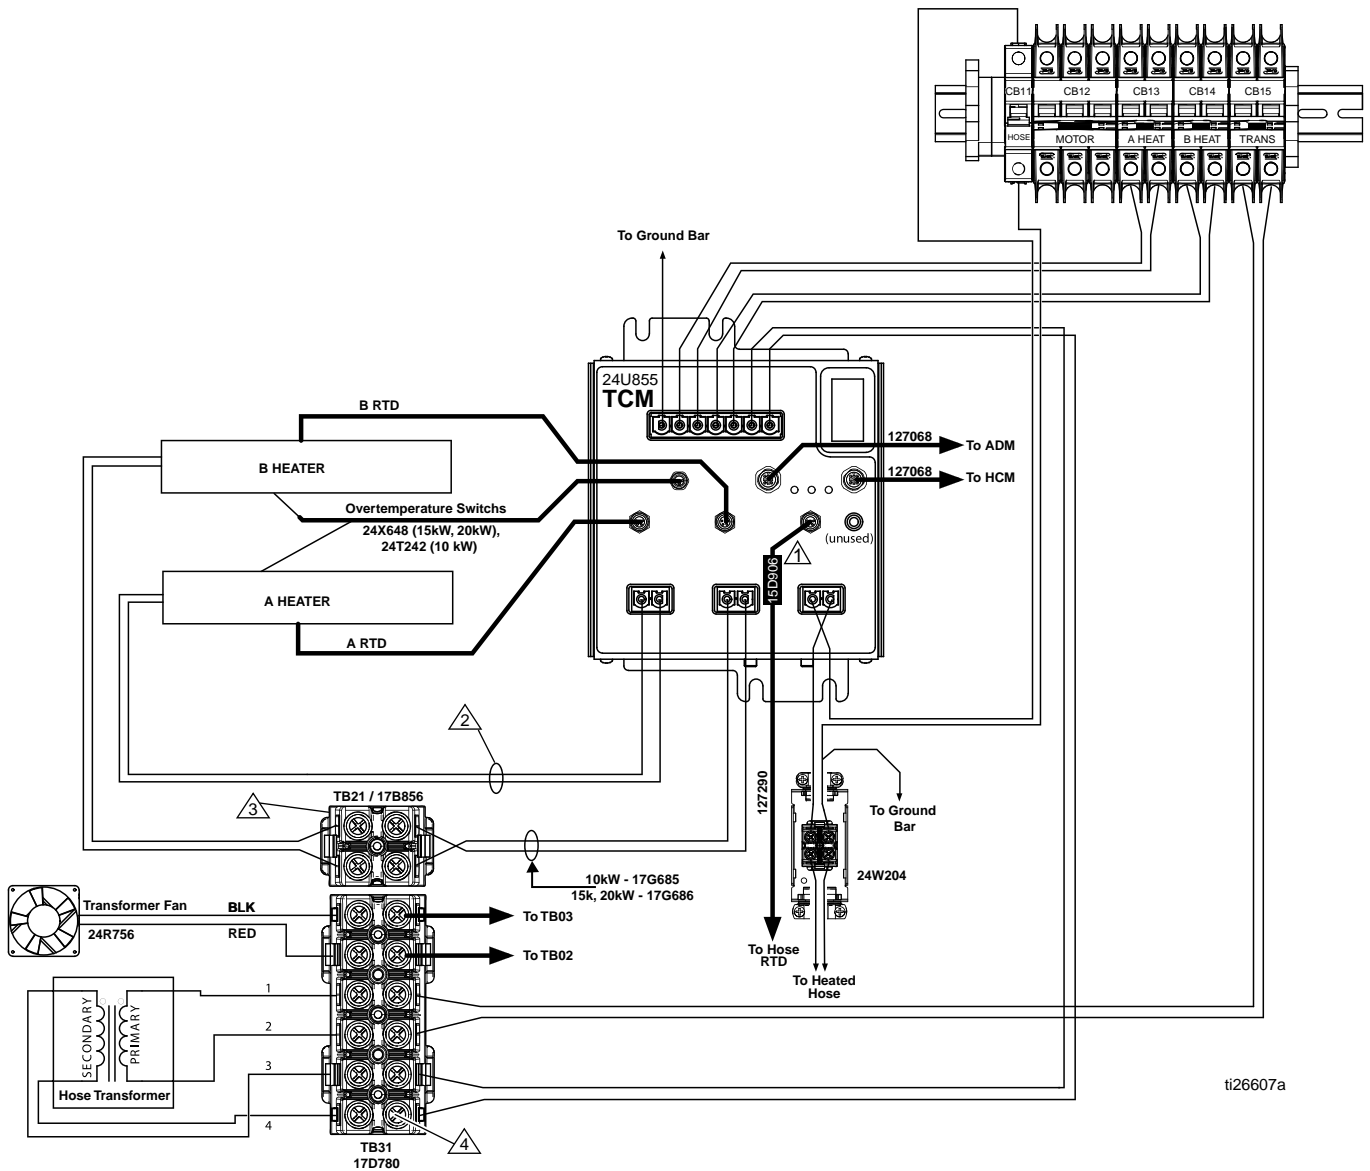 CB11
CB12
CB13
CB14
CB15
HOSE
MOTOR
A HEAT
B HEAT
TRANS
To Ground Bar
24U855
TCM
B RTD
127068
To ADM
127068
To HCM
B HEATER
Overtemperature Switchs
24X648 (15kW, 20kW),
24T242 (10 kW)
(unused)
1
15D906
A HEATER
A RTD
2
127290
3
TB21 / 17B856
To Ground
Bar
10kW - 17G685
15k, 20kW - 17G686
24W204
Transformer Fan
BLK
24R756
RED
To TB03
To TB02
To Hose
RTD
To Heated
Hose
1
SECONDARY
PRIMARY
2
3
Hose Transformer
4
4
TB31
17D780
ti26607a